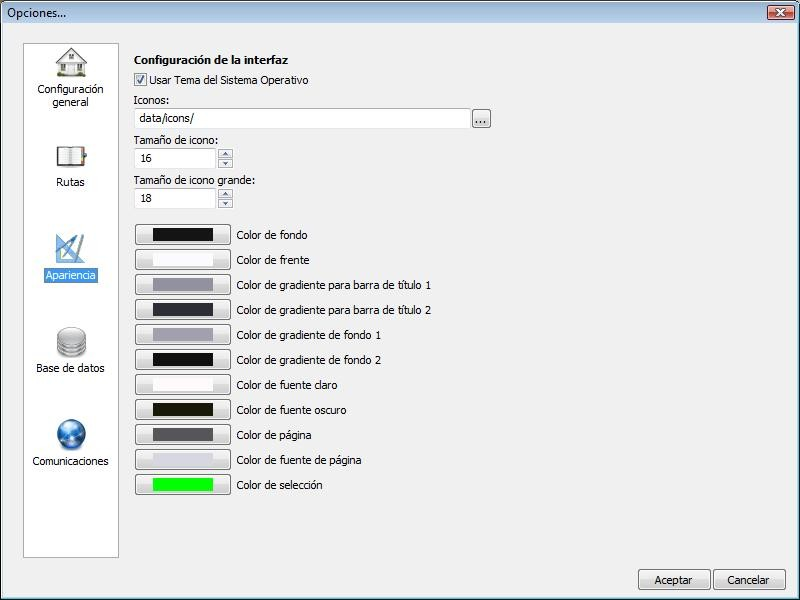 Opciones...
Configuración
general
Rutas
Apariencia
Base de datos
Comunicaciones
Configuración de la interfaz
Usar Tema del Sistema Operativo
Iconos:
data/icons/
...
Tamaño de icono:
16
Tamaño de icono grande:
18
Color de fondo
Color de frente
Color de gradiente para barra de título 1
Color de gradiente para barra de título 2
Color de gradiente de fondo 1
Color de gradiente de fondo 2
Color de fuente claro
Color de fuente oscuro
Color de página
Color de fuente de página
Color de selección
Aceptar
Cancelar